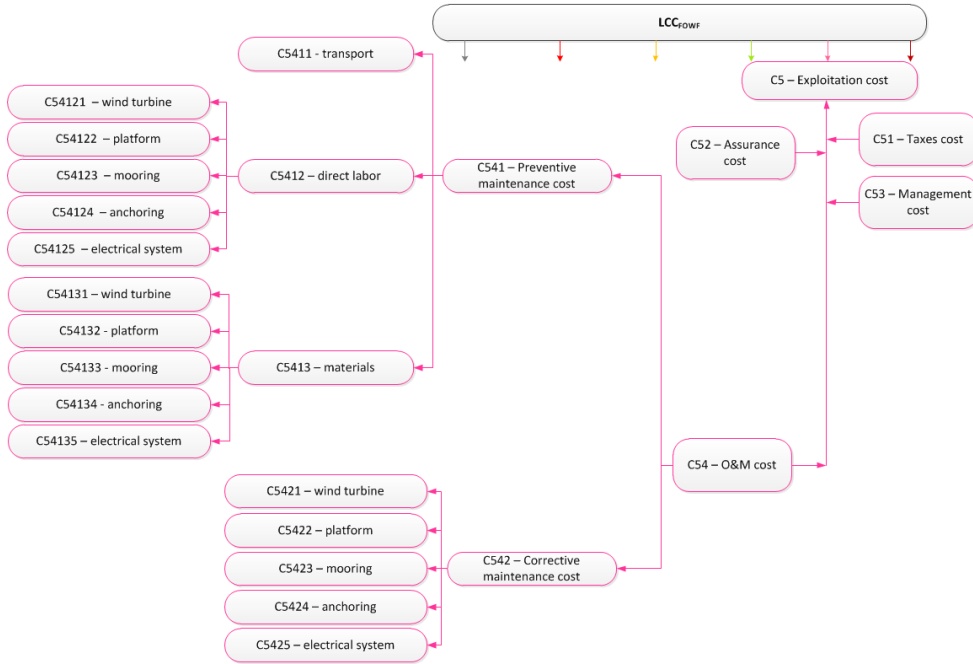 LCC_FOWF
C5 – Exploitation cost
C51 – Taxes cost
C52 – Assurance
cost
C53 – Management
cost
C54 – O&M cost
C541 – Preventive
maintenance cost
C5411 - transport
C5412 – direct labor
C54121 – wind turbine
C54122 – platform
C54123 – mooring
C54124 – anchoring
C54125 – electrical system
C5413 – materials
C54131 – wind turbine
C54132 - platform
C54133 - mooring
C54134 - anchoring
C54135 – electrical system
C542 – Corrective
maintenance cost
C5421 – wind turbine
C5422 – platform
C5423 – mooring
C5424 – anchoring
C5425 – electrical system